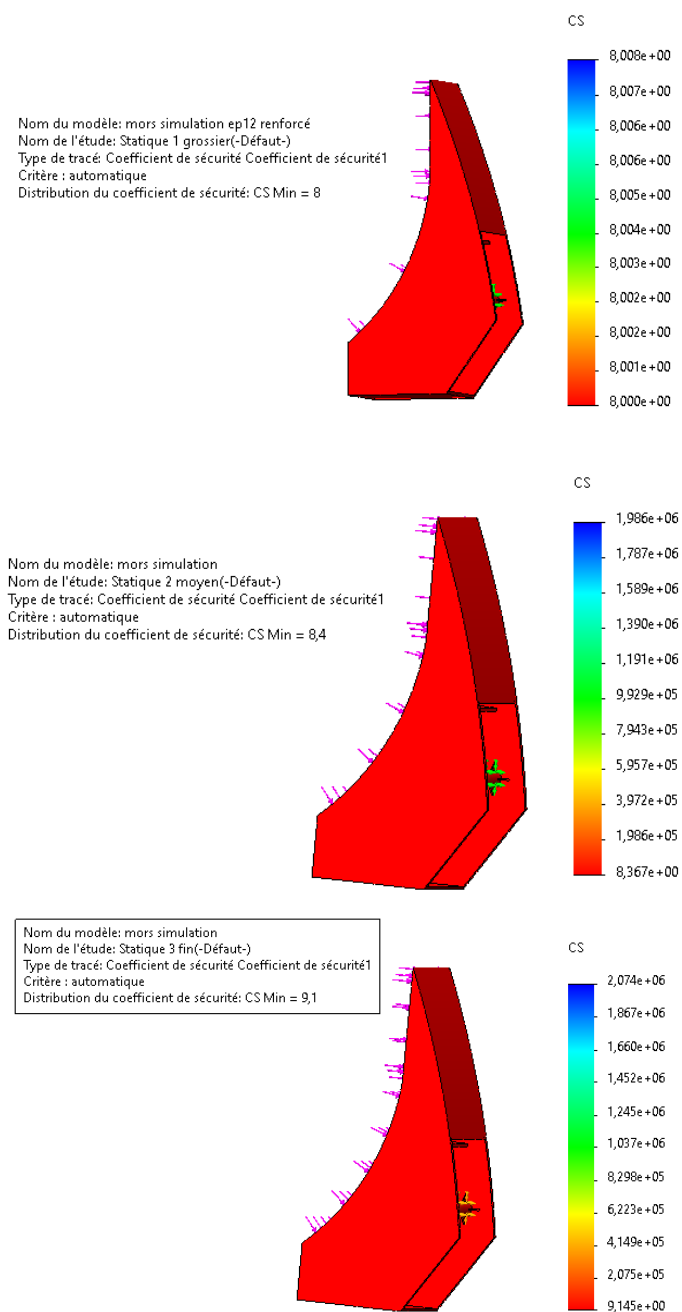 CS
8,008e+00
8,007e+00
8,006e+00
8,005e+00
8,004e+00
8,003e+00
8,002e+00
8,002e+00
8,001e+00
8,000e+00
Nom du modèle: mors simulation ep12 renforcé
Nom de l'étude: Statique 1 grossier(-Défaut-)
Type de tracé: Coefficient de sécurité Coefficient de sécurité1
Critère : automatique
Distribution du coefficient de sécurité: CS Min = 8
CS
1,986e+06
1,787e+06
1,589e+06
1,390e+06
1,191e+06
9,929e+05
7,943e+05
5,957e+05
3,972e+05
1,986e+05
8,367e+00
Nom du modèle: mors simulation
Nom de l'étude: Statique 2 moyen(-Défaut-)
Type de tracé: Coefficient de sécurité Coefficient de sécurité1
Critère : automatique
Distribution du coefficient de sécurité: CS Min = 8,4
Nom du modèle: mors simulation
Nom de l'étude: Statique 3 fin(-Défaut-)
Type de tracé: Coefficient de sécurité Coefficient de sécurité1
Critère : automatique
Distribution du coefficient de sécurité: CS Min = 9,1
CS
2,074e+06
1,867e+06
1,660e+06
1,452e+06
1,245e+06
1,037e+06
8,298e+05
6,223e+05
4,149e+05
2,075e+05
9,145e+00